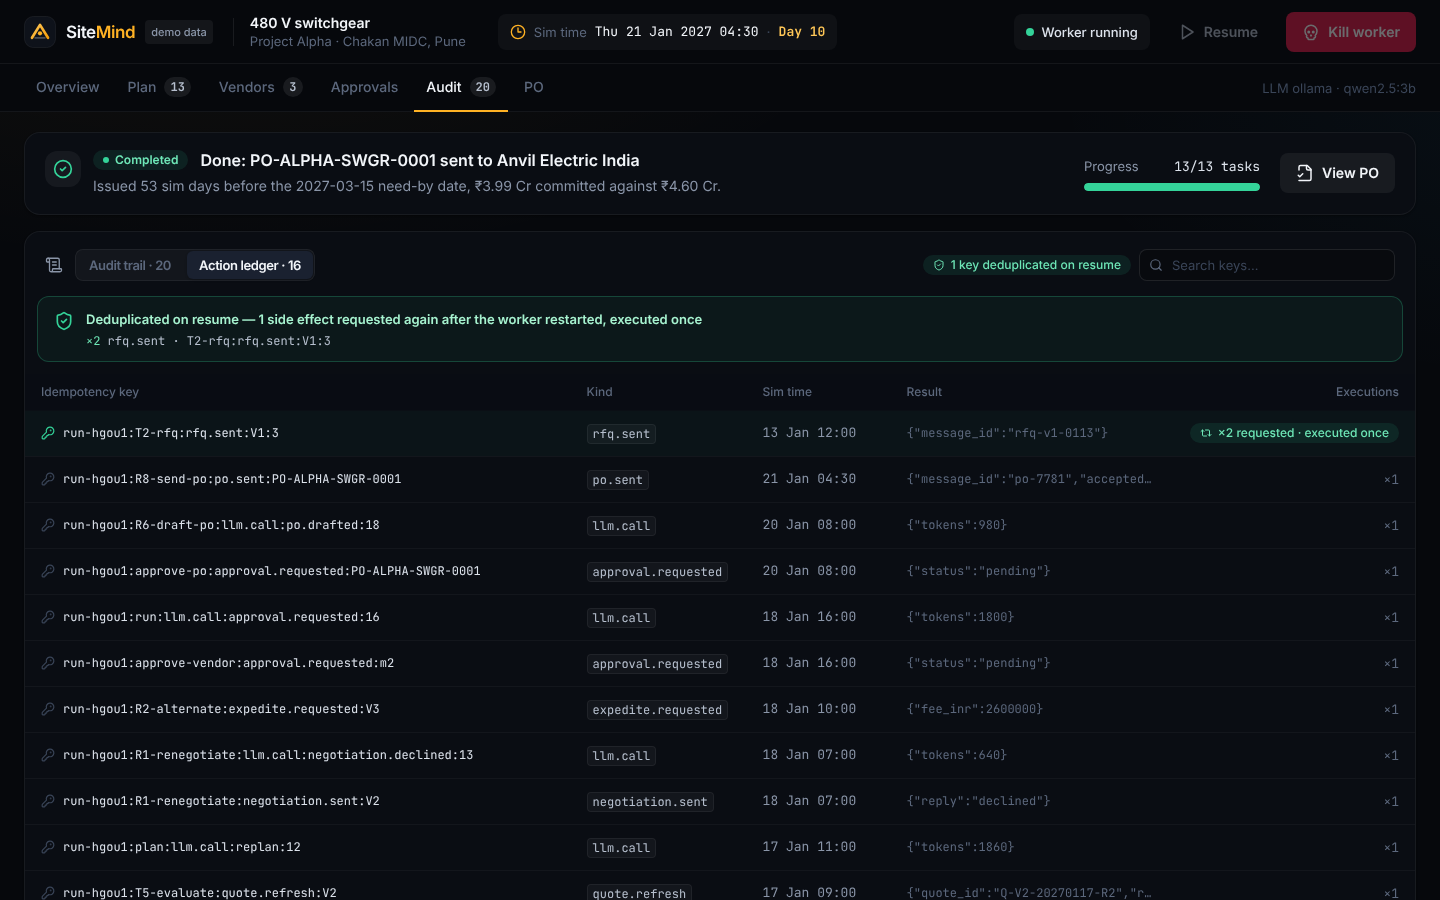 SiteMind demo data
480 V switchgear
Project Alpha · Chakan MIDC, Pune
Sim time Thu 21 Jan 2027 04:30 · Day 10
Worker running
Resume
Kill worker
Overview Plan 13 Vendors 3 Approvals Audit 20 PO
LLM ollama · qwen2.5:3b
Completed Done: PO-ALPHA-SWGR-0001 sent to Anvil Electric India
Issued 53 sim days before the 2027-03-15 need-by date, ₹3.99 Cr committed against ₹4.60 Cr.
Progress 13/13 tasks
View PO
Audit trail · 20 Action ledger · 16
1 key deduplicated on resume
Search keys...
Deduplicated on resume — 1 side effect requested again after the worker restarted, executed once
×2 rfq.sent · T2-rfq:rfq.sent:V1:3
Idempotency key Kind Sim time Result Executions
run-hgou1:T2-rfq:rfq.sent:V1:3 rfq.sent 13 Jan 12:00 {"message_id":"rfq-v1-0113"} ×2 requested · executed once
run-hgou1:R8-send-po:po.sent:PO-ALPHA-SWGR-0001 po.sent 21 Jan 04:30 {"message_id":"po-7781","accepted… ×1
run-hgou1:R6-draft-po:llm.call:po.drafted:18 llm.call 20 Jan 08:00 {"tokens":980} ×1
run-hgou1:approve-po:approval.requested:PO-ALPHA-SWGR-0001 approval.requested 20 Jan 08:00 {"status":"pending"} ×1
run-hgou1:run:llm.call:approval.requested:16 llm.call 18 Jan 16:00 {"tokens":1800} ×1
run-hgou1:approve-vendor:approval.requested:m2 approval.requested 18 Jan 16:00 {"status":"pending"} ×1
run-hgou1:R2-alternate:expedite.requested:V3 expedite.requested 18 Jan 10:00 {"fee_inr":2600000} ×1
run-hgou1:R1-renegotiate:llm.call:negotiation.declined:13 llm.call 18 Jan 07:00 {"tokens":640} ×1
run-hgou1:R1-renegotiate:negotiation.sent:V2 negotiation.sent 18 Jan 07:00 {"reply":"declined"} ×1
run-hgou1:plan:llm.call:replan:12 llm.call 17 Jan 11:00 {"tokens":1860} ×1
run-hgou1:T5-evaluate:quote.refresh:V2 quote.refresh 17 Jan 09:00 {"quote_id":"Q-V2-20270117-R2","r… ×1